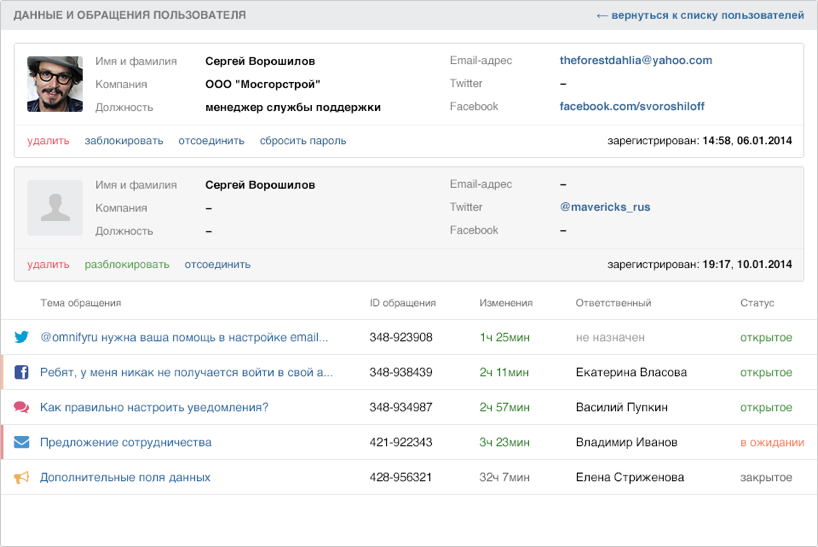 ДАННЫЕ И ОБРАЩЕНИЯ ПОЛЬЗОВАТЕЛЯ ← вернуться к списку пользователей
Имя и фамилия Сергей Ворошилов Email-адрес theforestdahlia@yahoo.com
Компания ООО "Мосгорстрой" Twitter –
Должность менеджер службы поддержки Facebook facebook.com/svoroshiloff
удалить заблокировать отсоединить сбросить пароль зарегистрирован: 14:58, 06.01.2014
Имя и фамилия Сергей Ворошилов Email-адрес –
Компания – Twitter @mavericks_rus
Должность – Facebook –
удалить разблокировать отсоединить зарегистрирован: 19:17, 10.01.2014
Тема обращения ID обращения Изменения Ответственный Статус
@omnifyru нужна ваша помощь в настройке email... 348-923908 1ч 25мин не назначен открытое
Ребят, у меня никак не получается войти в свой а... 348-938439 2ч 11мин Екатерина Власова открытое
Как правильно настроить уведомления? 348-934987 2ч 57мин Василий Пупкин открытое
Предложение сотрудничества 421-922343 3ч 23мин Владимир Иванов в ожидании
Дополнительные поля данных 428-956321 32ч 7мин Елена Стриженова закрытое